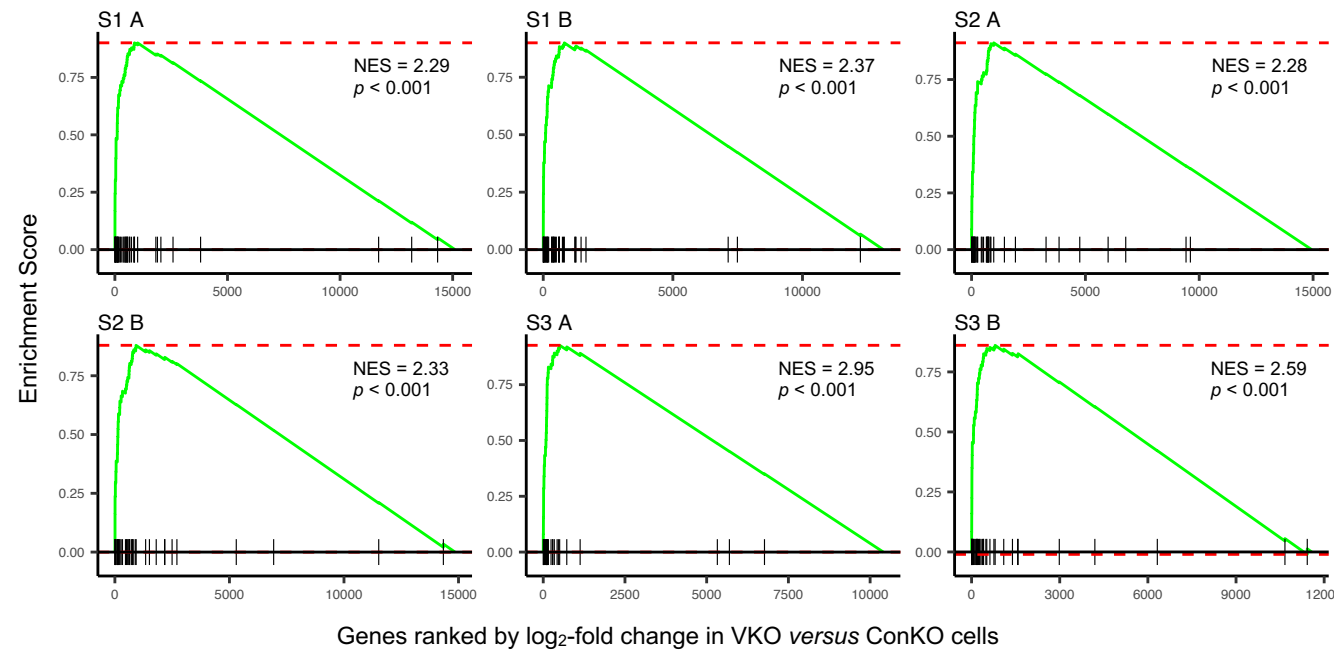 S1 A
S1 B
S2 A
NES = 2.29
p < 0.001
NES = 2.37
p < 0.001
NES = 2.28
p < 0.001
0.75
0.50
0.25
0.00
0.75
0.50
0.25
0.00
0.75
0.50
0.25
0.00
0 5000 10000 15000
0 5000 10000
0 5000 10000 15000
S2 B
S3 A
S3 B
NES = 2.33
p < 0.001
NES = 2.95
p < 0.001
NES = 2.59
p < 0.001
0.75
0.50
0.25
0.00
0.75
0.50
0.25
0.00
0.75
0.50
0.25
0.00
0 5000 10000 15000
0 2500 5000 7500 10000
0 3000 6000 9000 1200
Enrichment Score
Genes ranked by log₂-fold change in VKO versus ConKO cells